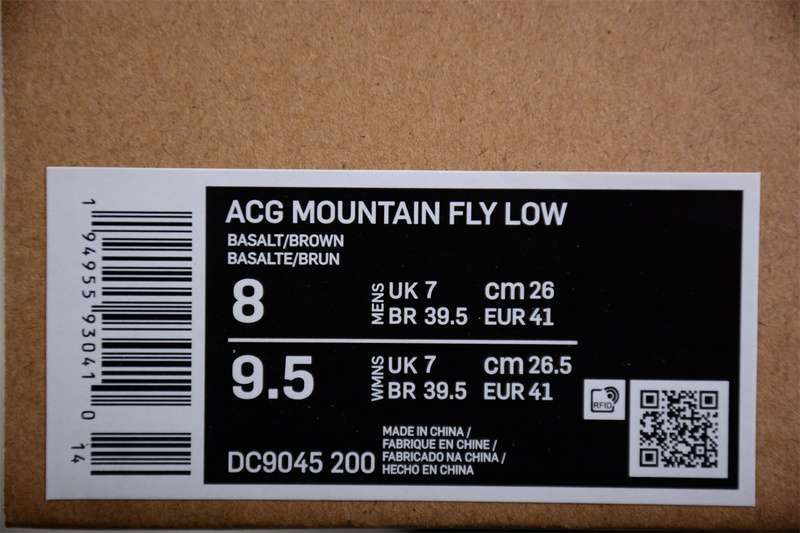 1 94955 93041 0
14
ACG MOUNTAIN FLY LOW
BASALT/BROWN
BASALTE/BRUN
8
MENS
UK 7 cm 26
BR 39.5 EUR 41
9.5
WMNS
UK 7 cm 26.5
BR 39.5 EUR 41
RFID
DC9045 200
MADE IN CHINA /
FABRIQUE EN CHINE /
FABRICADO NA CHINA /
HECHO EN CHINA